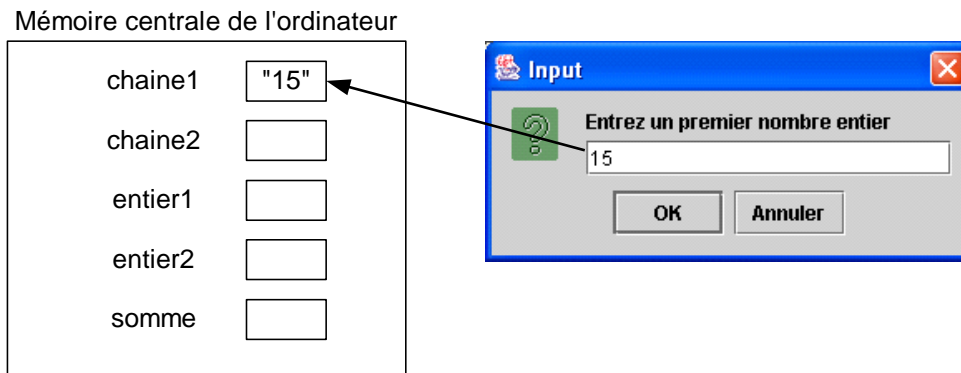 Mémoire centrale de l'ordinateur
chaine1 "15"
chaine2
entier1
entier2
somme
Input
Entrez un premier nombre entier
15
OK Annuler